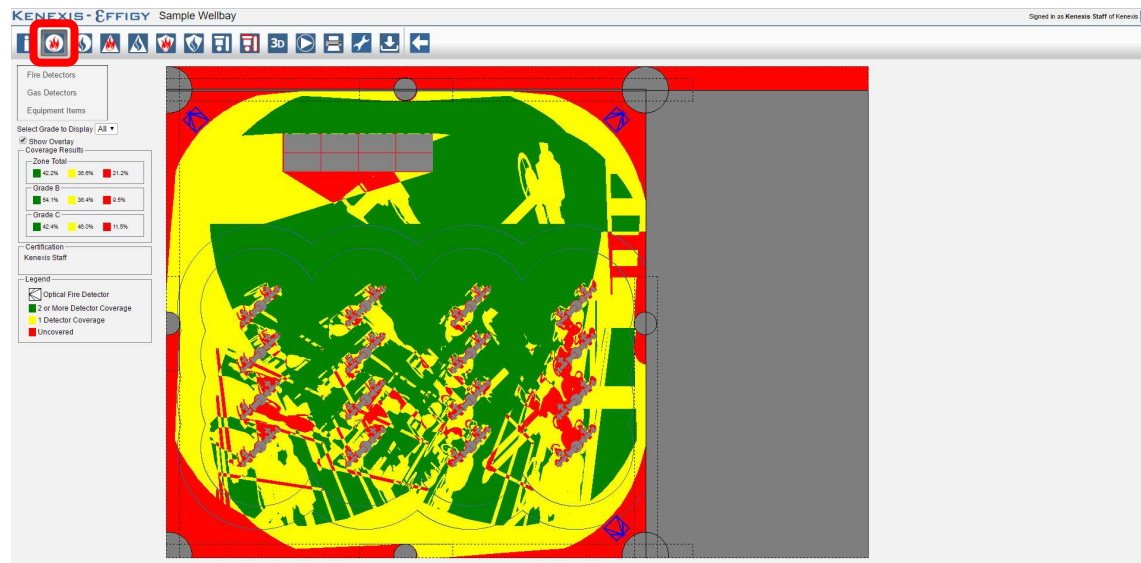 KENEXIS-EFFIGY Sample Wellbay
Signed in as Kenexis Staff of Kenexis
3D
Fire Detectors
Gas Detectors
Equipment Items
Select Grade to Display All
Show Overlay
Coverage Results
Zone Total
42.2% 36.6% 21.2%
Grade B
54.1% 36.4% 9.5%
Grade C
42.4% 46.0% 11.5%
Certification
Kenexis Staff
Legend
Optical Fire Detector
2 or More Detector Coverage
1 Detector Coverage
Uncovered